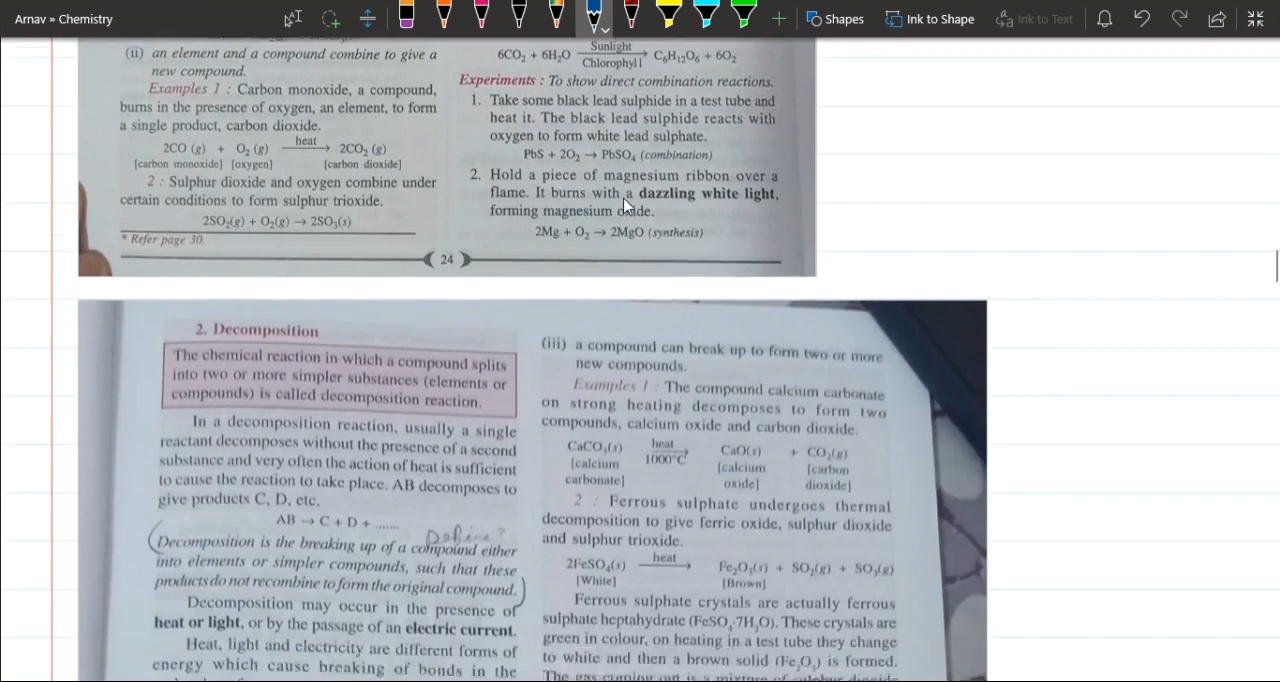 Arnav » Chemistry
Shapes
Ink to Shape
Ink to Text
(ii) an element and a compound combine to give a
new compound.
Examples 1 : Carbon monoxide, a compound,
burns in the presence of oxygen, an element, to form
a single product, carbon dioxide.
2CO (g) + O₂ (g) heat → 2CO₂ (g)
[carbon monoxide] [oxygen] [carbon dioxide]
2 : Sulphur dioxide and oxygen combine under
certain conditions to form sulphur trioxide.
2SO₂(g) + O₂(g) → 2SO₃(s)
* Refer page 30.
6CO₂ + 6H₂O Sunlight Chlorophyll → C₆H₁₂O₆ + 6O₂
Experiments : To show direct combination reactions.
1. Take some black lead sulphide in a test tube and
heat it. The black lead sulphide reacts with
oxygen to form white lead sulphate.
PbS + 2O₂ → PbSO₄ (combination)
2. Hold a piece of magnesium ribbon over a
flame. It burns with a dazzling white light,
forming magnesium oxide.
2Mg + O₂ → 2MgO (synthesis)
24
2. Decomposition
The chemical reaction in which a compound splits
into two or more simpler substances (elements or
compounds) is called decomposition reaction.
In a decomposition reaction, usually a single
reactant decomposes without the presence of a second
substance and very often the action of heat is sufficient
to cause the reaction to take place. AB decomposes to
give products C, D, etc.
AB → C + D + .......
Define?
(Decomposition is the breaking up of a compound either
into elements or simpler compounds, such that these
products do not recombine to form the original compound.)
Decomposition may occur in the presence of
heat or light, or by the passage of an electric current.
Heat, light and electricity are different forms of
energy which cause breaking of bonds in the
(iii) a compound can break up to form two or more
new compounds.
Examples 1 : The compound calcium carbonate
on strong heating decomposes to form two
compounds, calcium oxide and carbon dioxide.
CaCO₃(s) heat 1000°C → CaO(s) + CO₂(g)
[calcium [calcium [carbon
carbonate] oxide] dioxide]
2 : Ferrous sulphate undergoes thermal
decomposition to give ferric oxide, sulphur dioxide
and sulphur trioxide.
2FeSO₄(s) heat → Fe₂O₃(s) + SO₂(g) + SO₃(g)
[White] [Brown]
Ferrous sulphate crystals are actually ferrous
sulphate heptahydrate (FeSO₄·7H₂O). These crystals are
green in colour, on heating in a test tube they change
to white and then a brown solid (Fe₂O₃) is formed.
The gas coming out is a mixture of sulphur dioxide